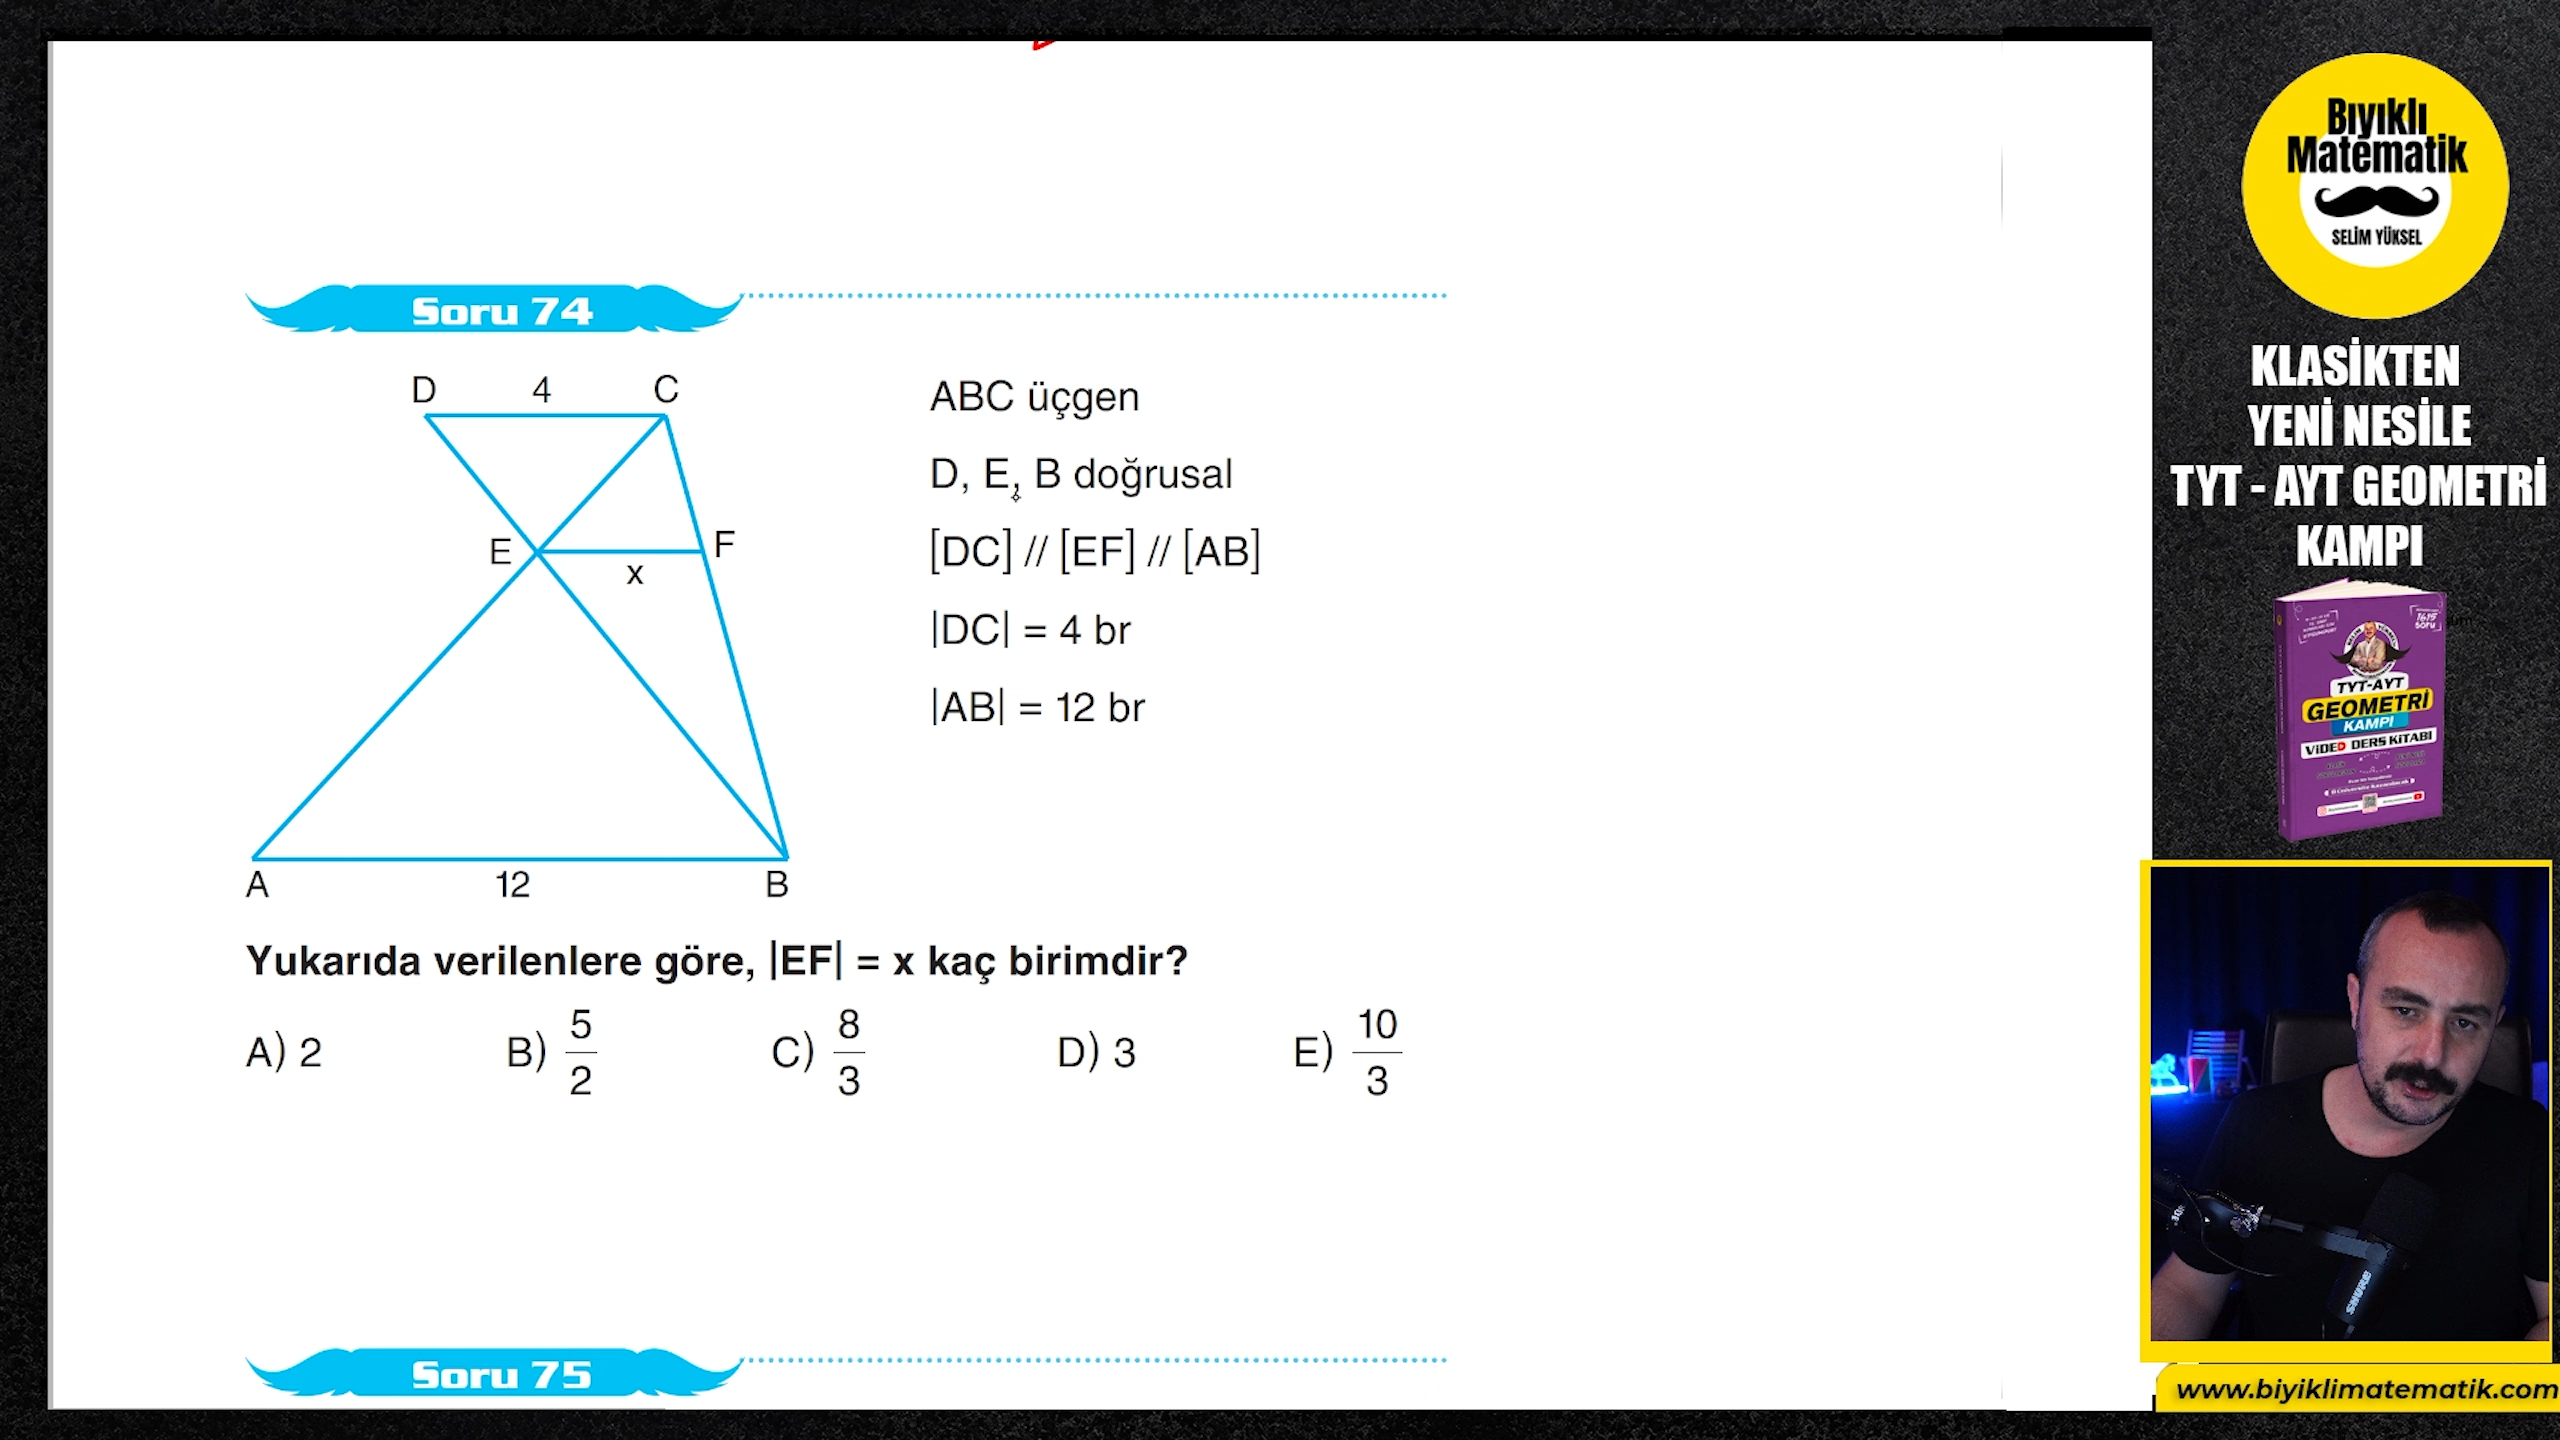 Soru 74
D 4 C
E F
x
A 12 B
ABC üçgen
D, E, B doğrusal
[DC] // [EF] // [AB]
|DC| = 4 br
|AB| = 12 br
Yukarıda verilenlere göre, |EF| = x kaç birimdir?
A) 2 B) 5/2 C) 8/3 D) 3 E) 10/3
Soru 75
Bıyıklı
Matematik
SELİM YÜKSEL
KLASİKTEN
YENİ NESİLE
TYT - AYT GEOMETRİ
KAMPI
1615
soru
TYT-AYT
GEOMETRİ
KAMPI
VİDEO DERS KİTABI
SHURE
www.biyiklimatematik.com